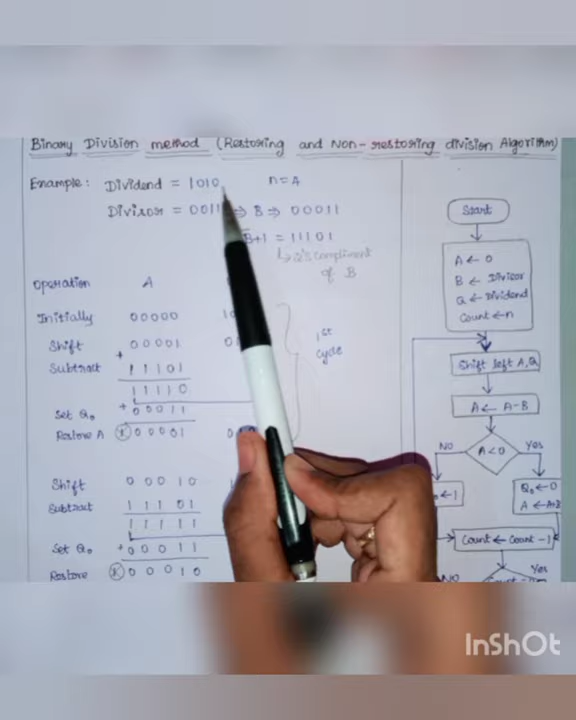 Binary Division method (Restoring and Non-restoring division Algorithm)
Example: Dividend = 1010 n=4
Divisor = 0011 ⇒ B ⇒ 00011
B̅+1 = 11101
↳ 2's compliment of B
Operation A
Initially 00000
Shift 00001
Subtract + 11101
11110
Set Q₀ + 00011
Restore A ① 00001
1st cycle
Shift 00010
Subtract 11101
11111
Set Q₀ + 00011
Restore ① 00010
Start
A ← 0
B ← Divisor
Q ← Dividend
Count ← n
Shift left A,Q
A ← A-B
NO A<0 Yes
←1
Q₀ ← 0
A ← A+B
Count ← Count -1
NO Yes
InShOt